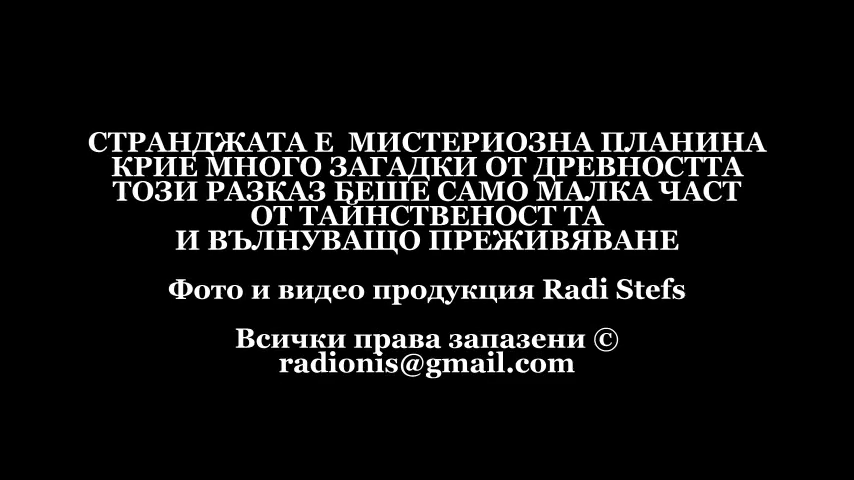 СТРАНДЖАТА Е  МИСТЕРИОЗНА ПЛАНИНА
КРИЕ МНОГО ЗАГАДКИ ОТ ДРЕВНОСТТА
ТОЗИ РАЗКАЗ БЕШЕ САМО МАЛКА ЧАСТ
ОТ ТАЙНСТВЕНОСТ ТА
И ВЪЛНУВАЩО ПРЕЖИВЯВАНЕ
Фото и видео продукция Radi Stefs
Всички права запазени ©
radionis@gmail.com